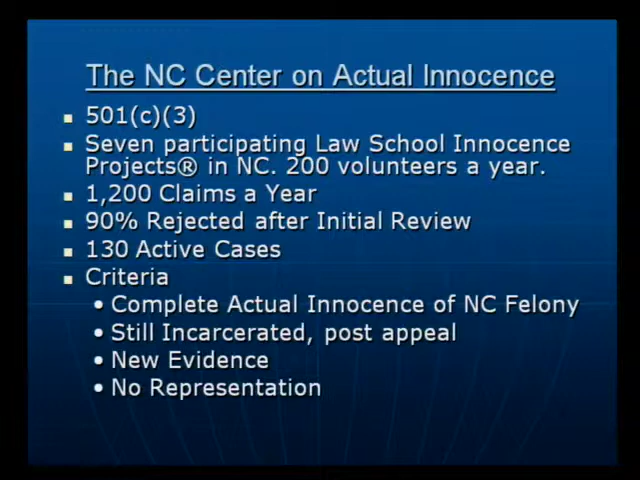 The NC Center on Actual Innocence
501(c)(3)
Seven participating Law School Innocence
Projects® in NC. 200 volunteers a year.
1,200 Claims a Year
90% Rejected after Initial Review
130 Active Cases
Criteria
Complete Actual Innocence of NC Felony
Still Incarcerated, post appeal
New Evidence
No Representation